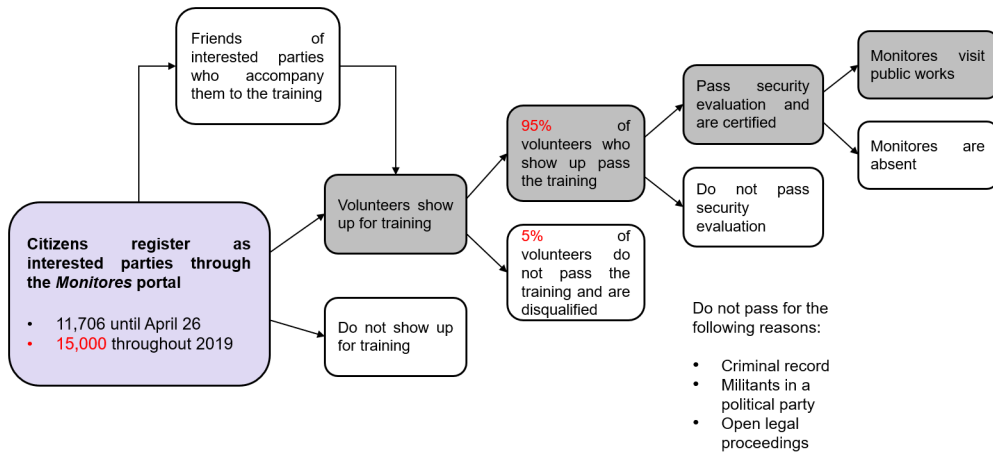 Friends of
interested parties
who accompany
them to the training
Citizens register as
interested parties through
the Monitores portal
• 11,706 until April 26
• 15,000 throughout 2019
Volunteers show
up for training
Do not show up
for training
95% of
volunteers who
show up pass
the training
5% of
volunteers do
not pass the
training and are
disqualified
Pass security
evaluation and
are certified
Do not pass
security
evaluation
Monitores visit
public works
Monitores are
absent
Do not pass for the
following reasons:
• Criminal record
• Militants in a
political party
• Open legal
proceedings